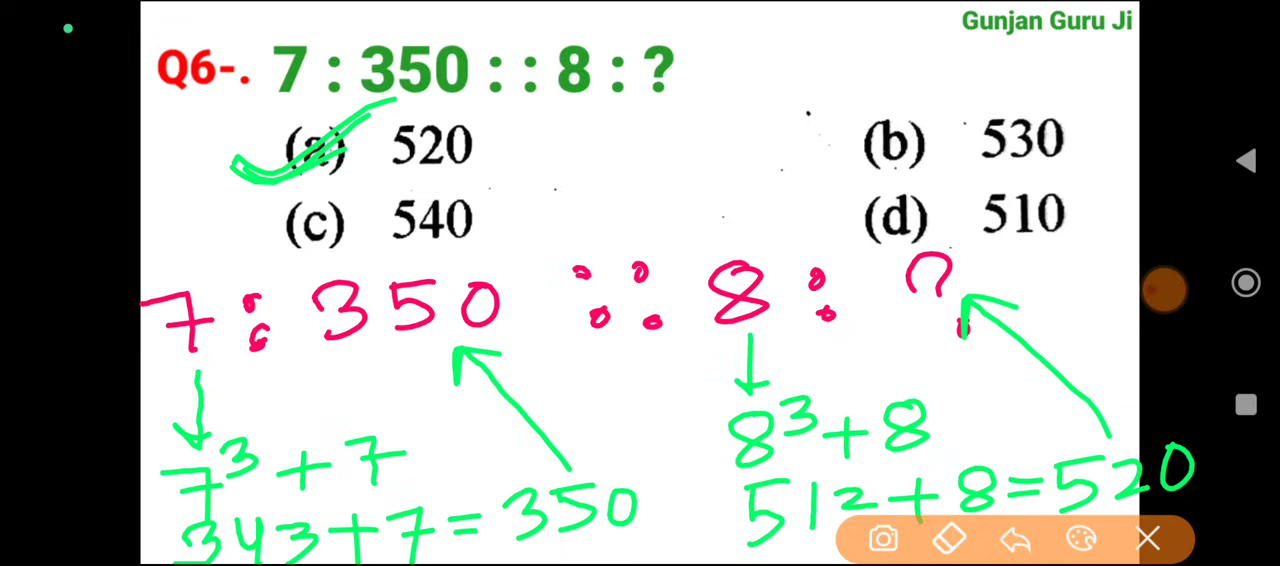 Gunjan Guru Ji
Q6-. 7 : 350 : : 8 : ?
(a) 520 (b) 530
(c) 540 (d) 510
7 : 350 :: 8 : ?
7³ + 7 8³ + 8
343 + 7 = 350 512 + 8 = 520